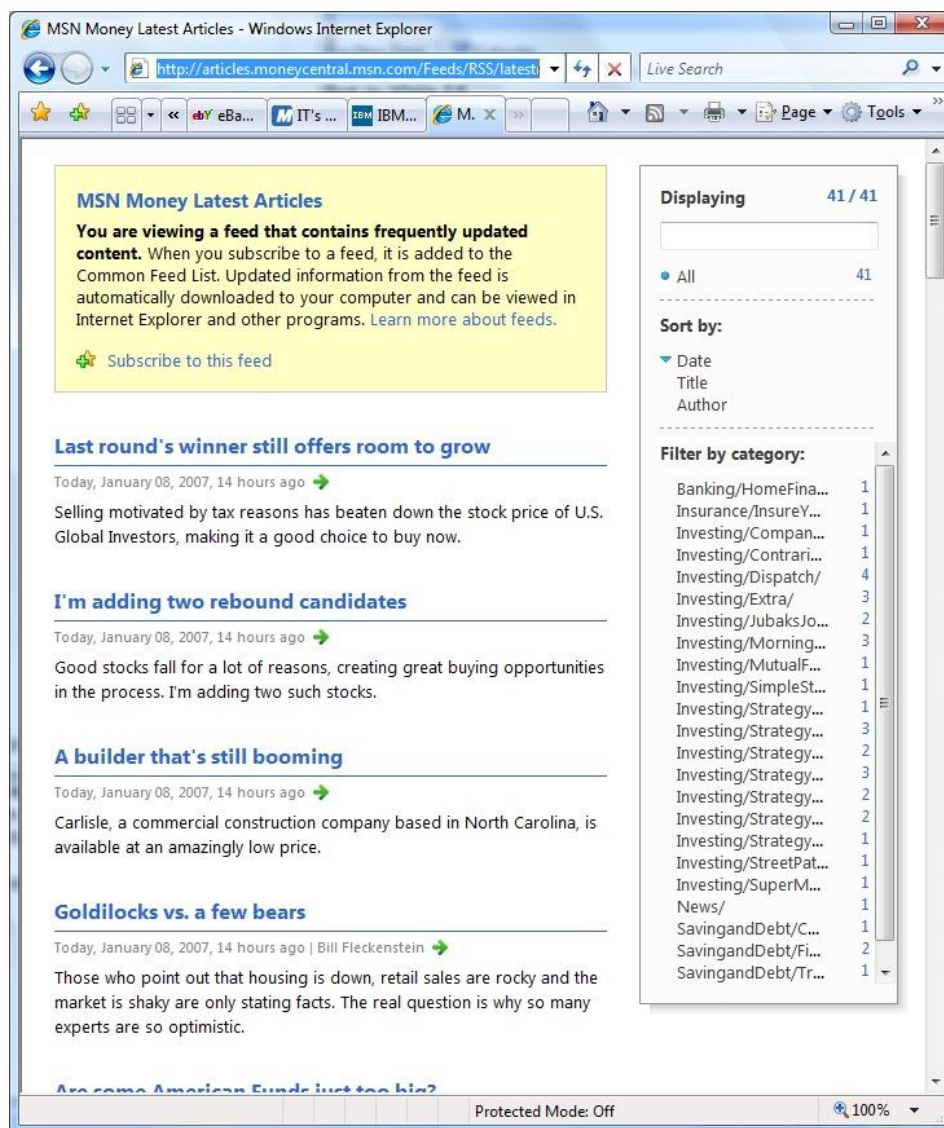 MSN Money Latest Articles - Windows Internet Explorer
http://articles.moneycentral.msn.com/Feeds/RSS/latest
Live Search
eBa...
IT's ...
IBM IBM...
M.
Page
Tools
MSN Money Latest Articles
You are viewing a feed that contains frequently updated
content. When you subscribe to a feed, it is added to the
Common Feed List. Updated information from the feed is
automatically downloaded to your computer and can be viewed in
Internet Explorer and other programs. Learn more about feeds.
Subscribe to this feed
Last round's winner still offers room to grow
Today, January 08, 2007, 14 hours ago
Selling motivated by tax reasons has beaten down the stock price of U.S.
Global Investors, making it a good choice to buy now.
I'm adding two rebound candidates
Today, January 08, 2007, 14 hours ago
Good stocks fall for a lot of reasons, creating great buying opportunities
in the process. I'm adding two such stocks.
A builder that's still booming
Today, January 08, 2007, 14 hours ago
Carlisle, a commercial construction company based in North Carolina, is
available at an amazingly low price.
Goldilocks vs. a few bears
Today, January 08, 2007, 14 hours ago | Bill Fleckenstein
Those who point out that housing is down, retail sales are rocky and the
market is shaky are only stating facts. The real question is why so many
experts are so optimistic.
Are some American Funds just too big?
Displaying 41 / 41
All 41
Sort by:
Date
Title
Author
Filter by category:
Banking/HomeFina... 1
Insurance/InsureY... 1
Investing/Compan... 1
Investing/Contrari... 1
Investing/Dispatch/ 4
Investing/Extra/ 3
Investing/JubaksJo... 2
Investing/Morning... 3
Investing/MutualF... 1
Investing/SimpleSt... 1
Investing/Strategy... 1
Investing/Strategy... 3
Investing/Strategy... 2
Investing/Strategy... 3
Investing/Strategy... 2
Investing/Strategy... 2
Investing/Strategy... 1
Investing/StreetPat... 1
Investing/SuperM... 1
News/ 1
SavingandDebt/C... 1
SavingandDebt/Fi... 2
SavingandDebt/Tr... 1
Protected Mode: Off
100%